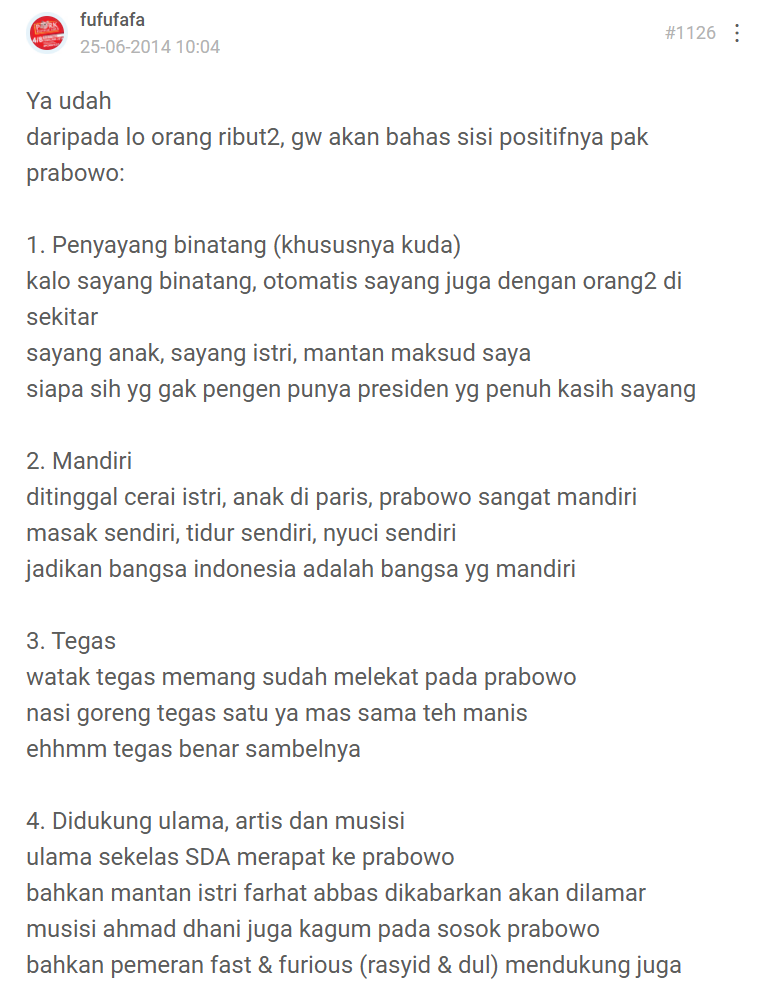 fufufafa
25-06-2014 10:04
#1126
Ya udah
daripada lo orang ribut2, gw akan bahas sisi positifnya pak
prabowo:
1. Penyayang binatang (khususnya kuda)
kalo sayang binatang, otomatis sayang juga dengan orang2 di
sekitar
sayang anak, sayang istri, mantan maksud saya
siapa sih yg gak pengen punya presiden yg penuh kasih sayang
2. Mandiri
ditinggal cerai istri, anak di paris, prabowo sangat mandiri
masak sendiri, tidur sendiri, nyuci sendiri
jadikan bangsa indonesia adalah bangsa yg mandiri
3. Tegas
watak tegas memang sudah melekat pada prabowo
nasi goreng tegas satu ya mas sama teh manis
ehhmm tegas benar sambelnya
4. Didukung ulama, artis dan musisi
ulama sekelas SDA merapat ke prabowo
bahkan mantan istri farhat abbas dikabarkan akan dilamar
musisi ahmad dhani juga kagum pada sosok prabowo
bahkan pemeran fast & furious (rasyid & dul) mendukung juga